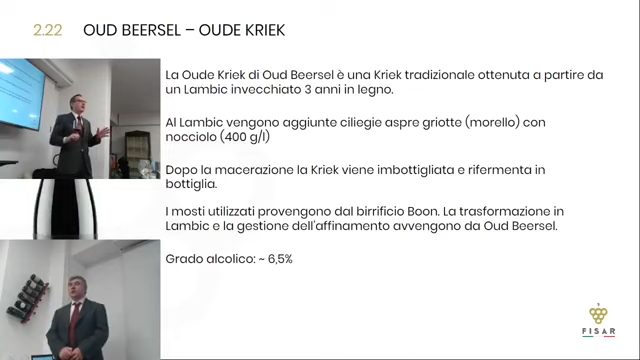 2.22 OUD BEERSEL – OUDE KRIEK
La Oude Kriek di Oud Beersel è una Kriek tradizionale ottenuta a partire da
un Lambic invecchiato 3 anni in legno.
Al Lambic vengono aggiunte ciliegie aspre griotte (morello) con
nocciolo (400 g/l)
Dopo la macerazione la Kriek viene imbottigliata e rifermenta in
bottiglia.
I mosti utilizzati provengono dal birrificio Boon. La trasformazione in
Lambic e la gestione dell'affinamento avvengono da Oud Beersel.
Grado alcolico: ~ 6,5%
FISAR